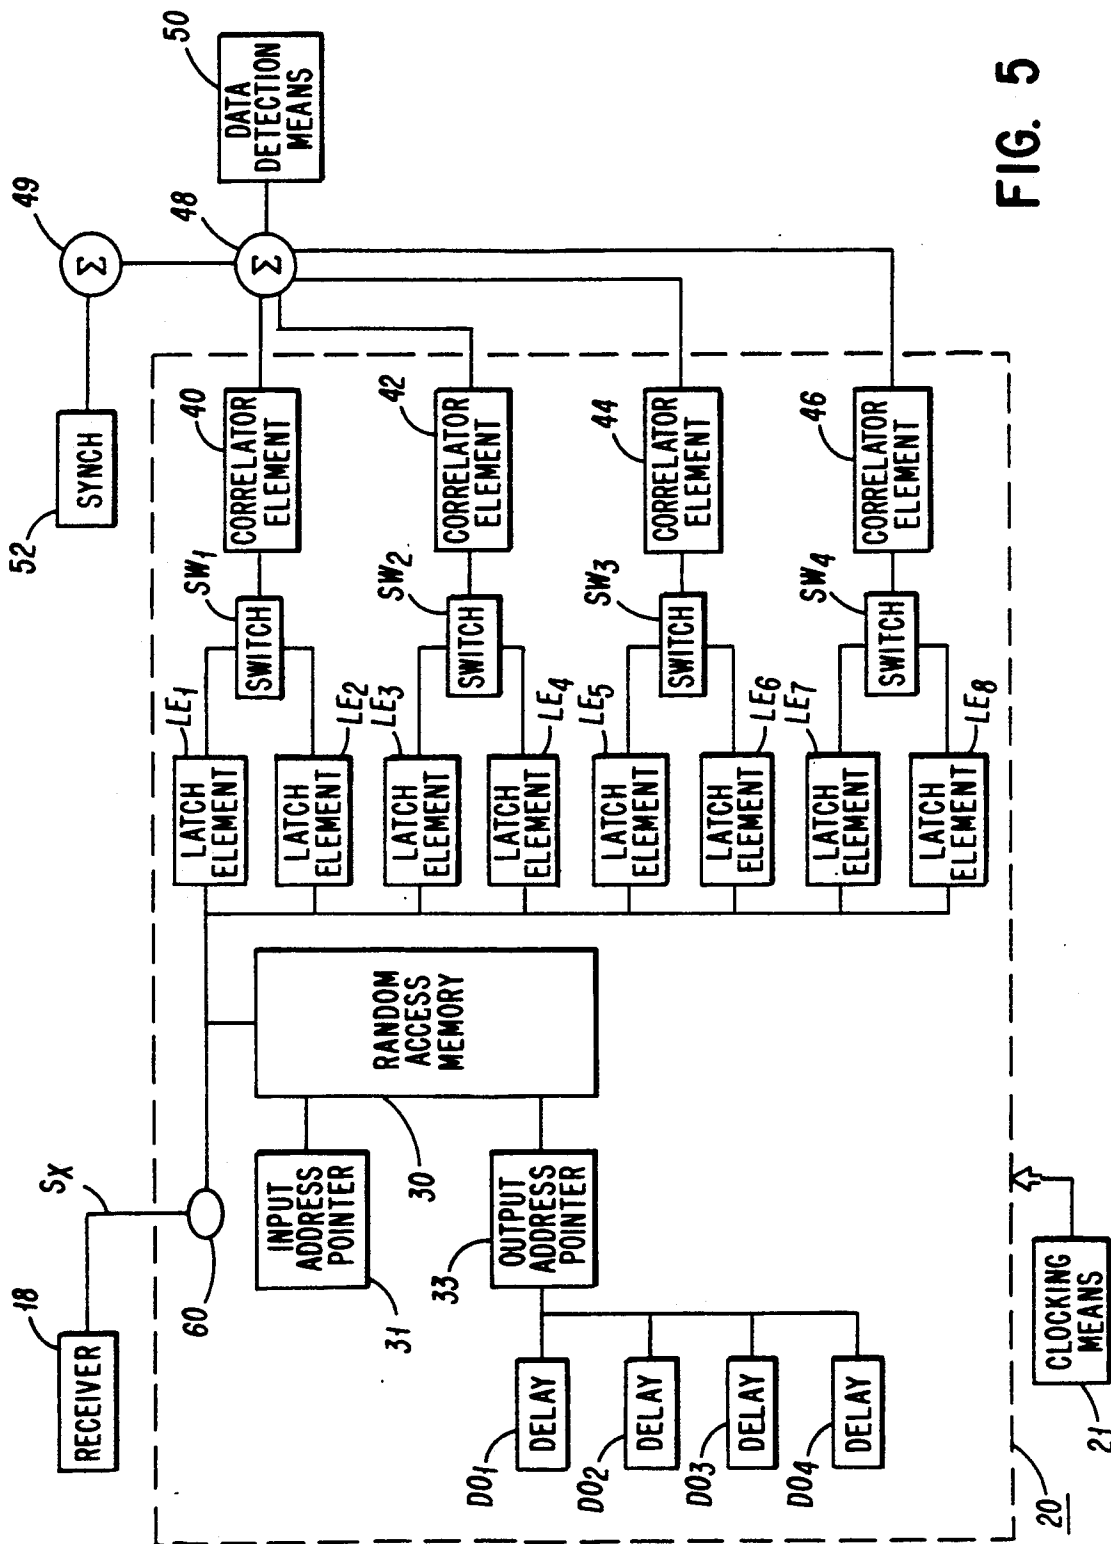 RECEIVER
18
SX
60
INPUT
ADDRESS
POINTER
31
RANDOM
ACCESS
MEMORY
30
OUTPUT
ADDRESS
POINTER
33
DELAY
DO1
DELAY
DO2
DELAY
DO3
DELAY
DO4
CLOCKING
MEANS
21
20
LATCH
ELEMENT
LE1
LATCH
ELEMENT
LE2
LATCH
ELEMENT
LE3
LATCH
ELEMENT
LE4
LATCH
ELEMENT
LE5
LATCH
ELEMENT
LE6
LATCH
ELEMENT
LE7
LATCH
ELEMENT
LE8
SWITCH
SW1
SWITCH
SW2
SWITCH
SW3
SWITCH
SW4
CORRELATOR
ELEMENT
40
CORRELATOR
ELEMENT
42
CORRELATOR
ELEMENT
44
CORRELATOR
ELEMENT
46
SYNCH
52
Σ
49
Σ
48
DATA
DETECTION
MEANS
50
FIG. 5